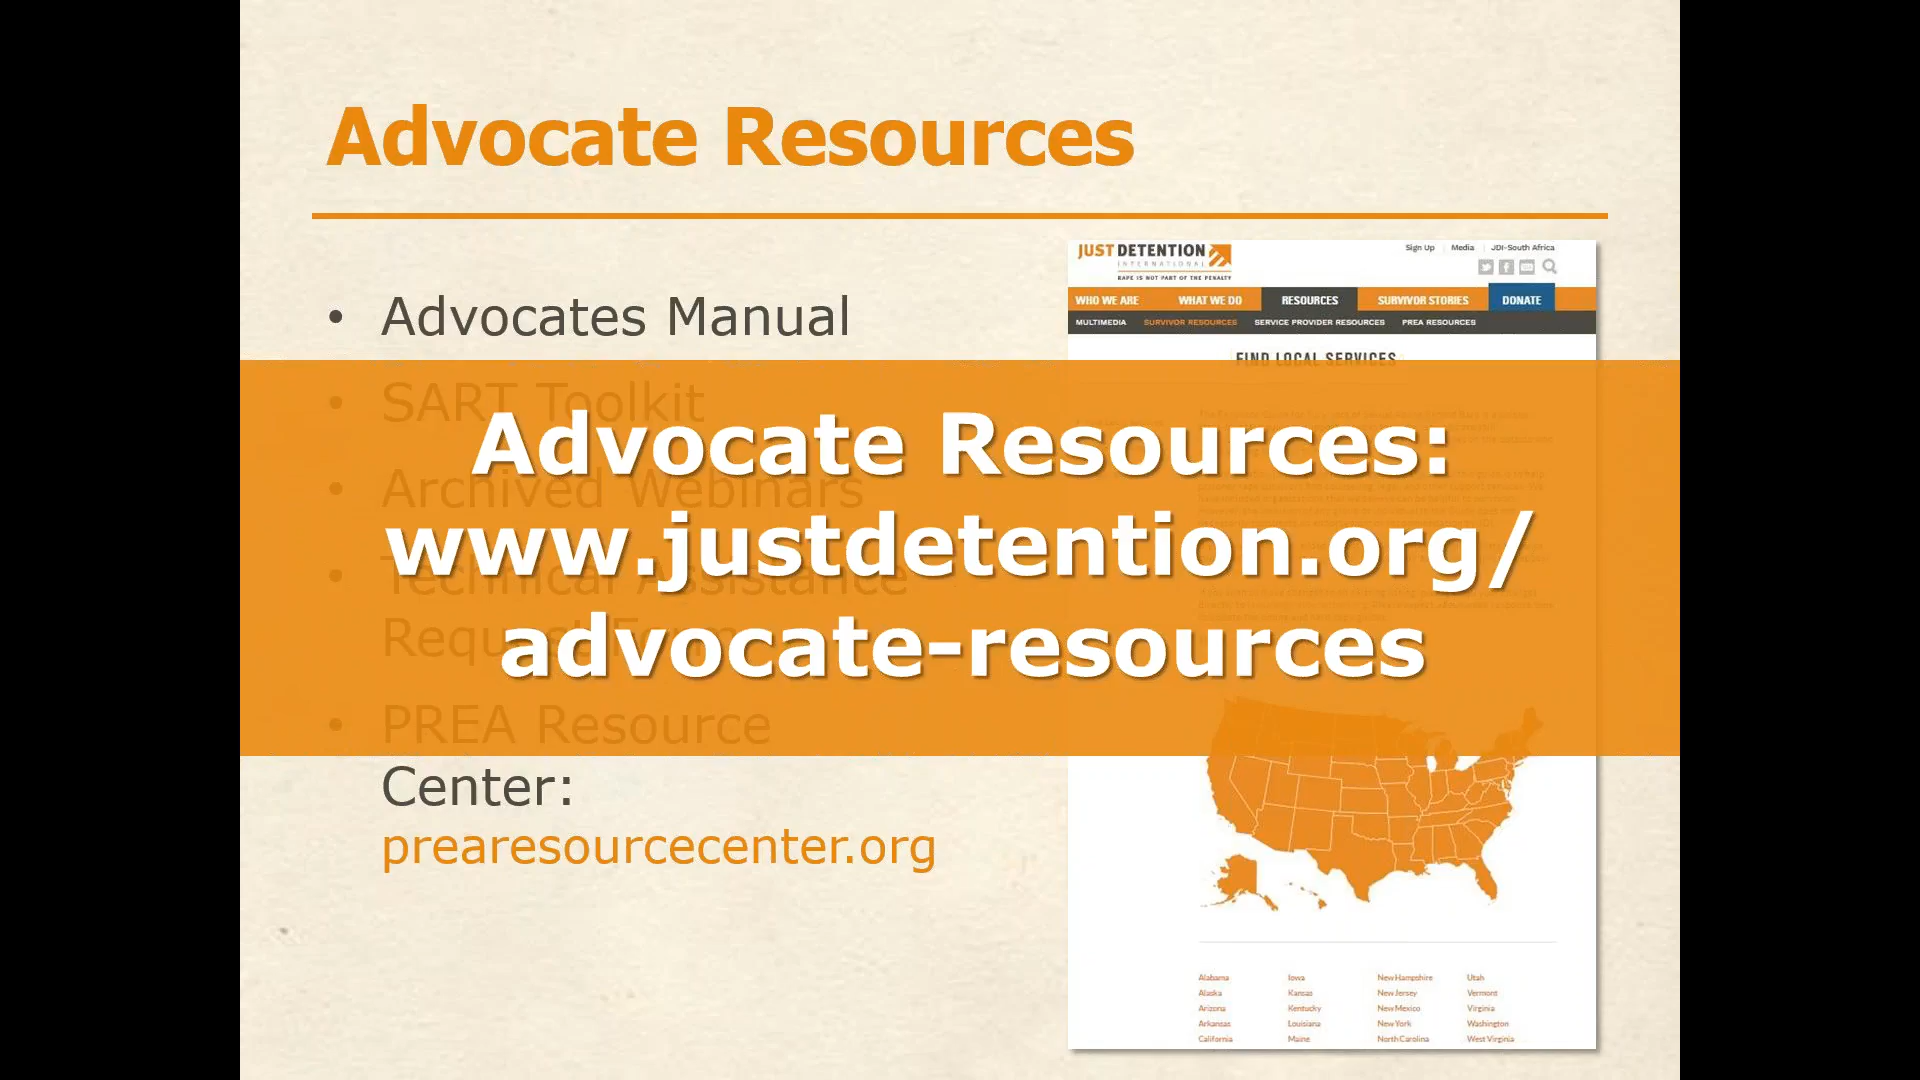 Advocate Resources
• Advocates Manual
• SART Toolkit
• Archived Webinars
• Technical Assistance
Request Form
• PREA Resource
Center:
prearesourcecenter.org
Advocate Resources:
www.justdetention.org/
advocate-resources
JUST DETENTION
INTERNATIONAL
RAPE IS NOT PART OF THE PENALTY
Sign Up Media JDI-South Africa
WHO WE ARE WHAT WE DO RESOURCES SURVIVOR STORIES DONATE
MULTIMEDIA SURVIVOR RESOURCES SERVICE PROVIDER RESOURCES PREA RESOURCES
FIND LOCAL SERVICES
Alabama Iowa New Hampshire Utah
Alaska Kansas New Jersey Vermont
Arizona Kentucky New Mexico Virginia
Arkansas Louisiana New York Washington
California Maine North Carolina West Virginia